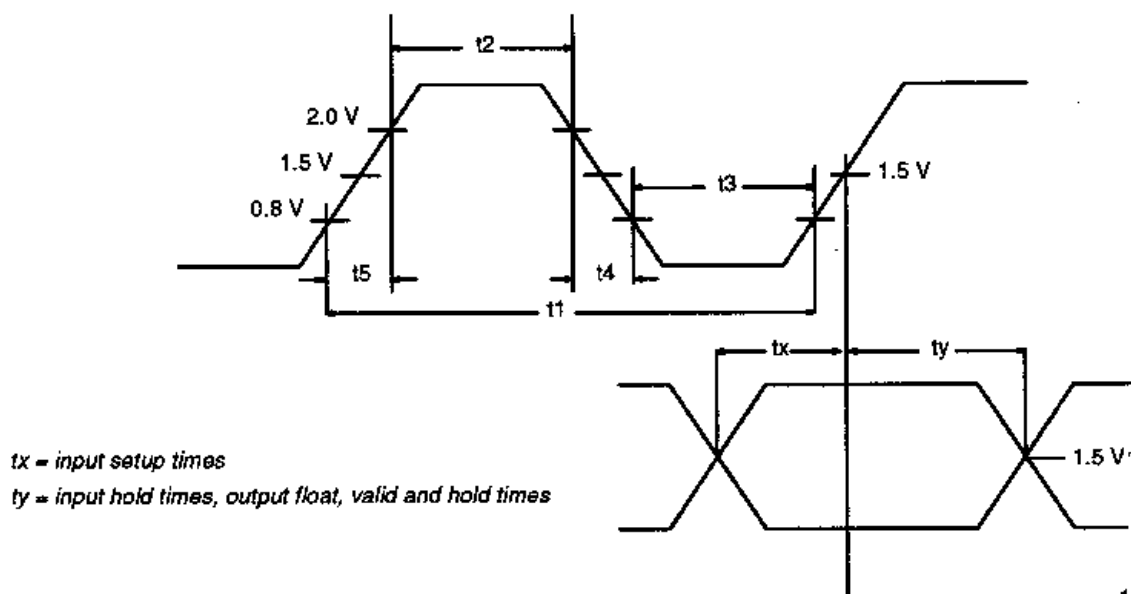 t2
2.0 V
1.5 V
0.8 V
t3
1.5 V
t5
t4
t1
tx
ty
1.5 V
tx = input setup times
ty = input hold times, output float, valid and hold times